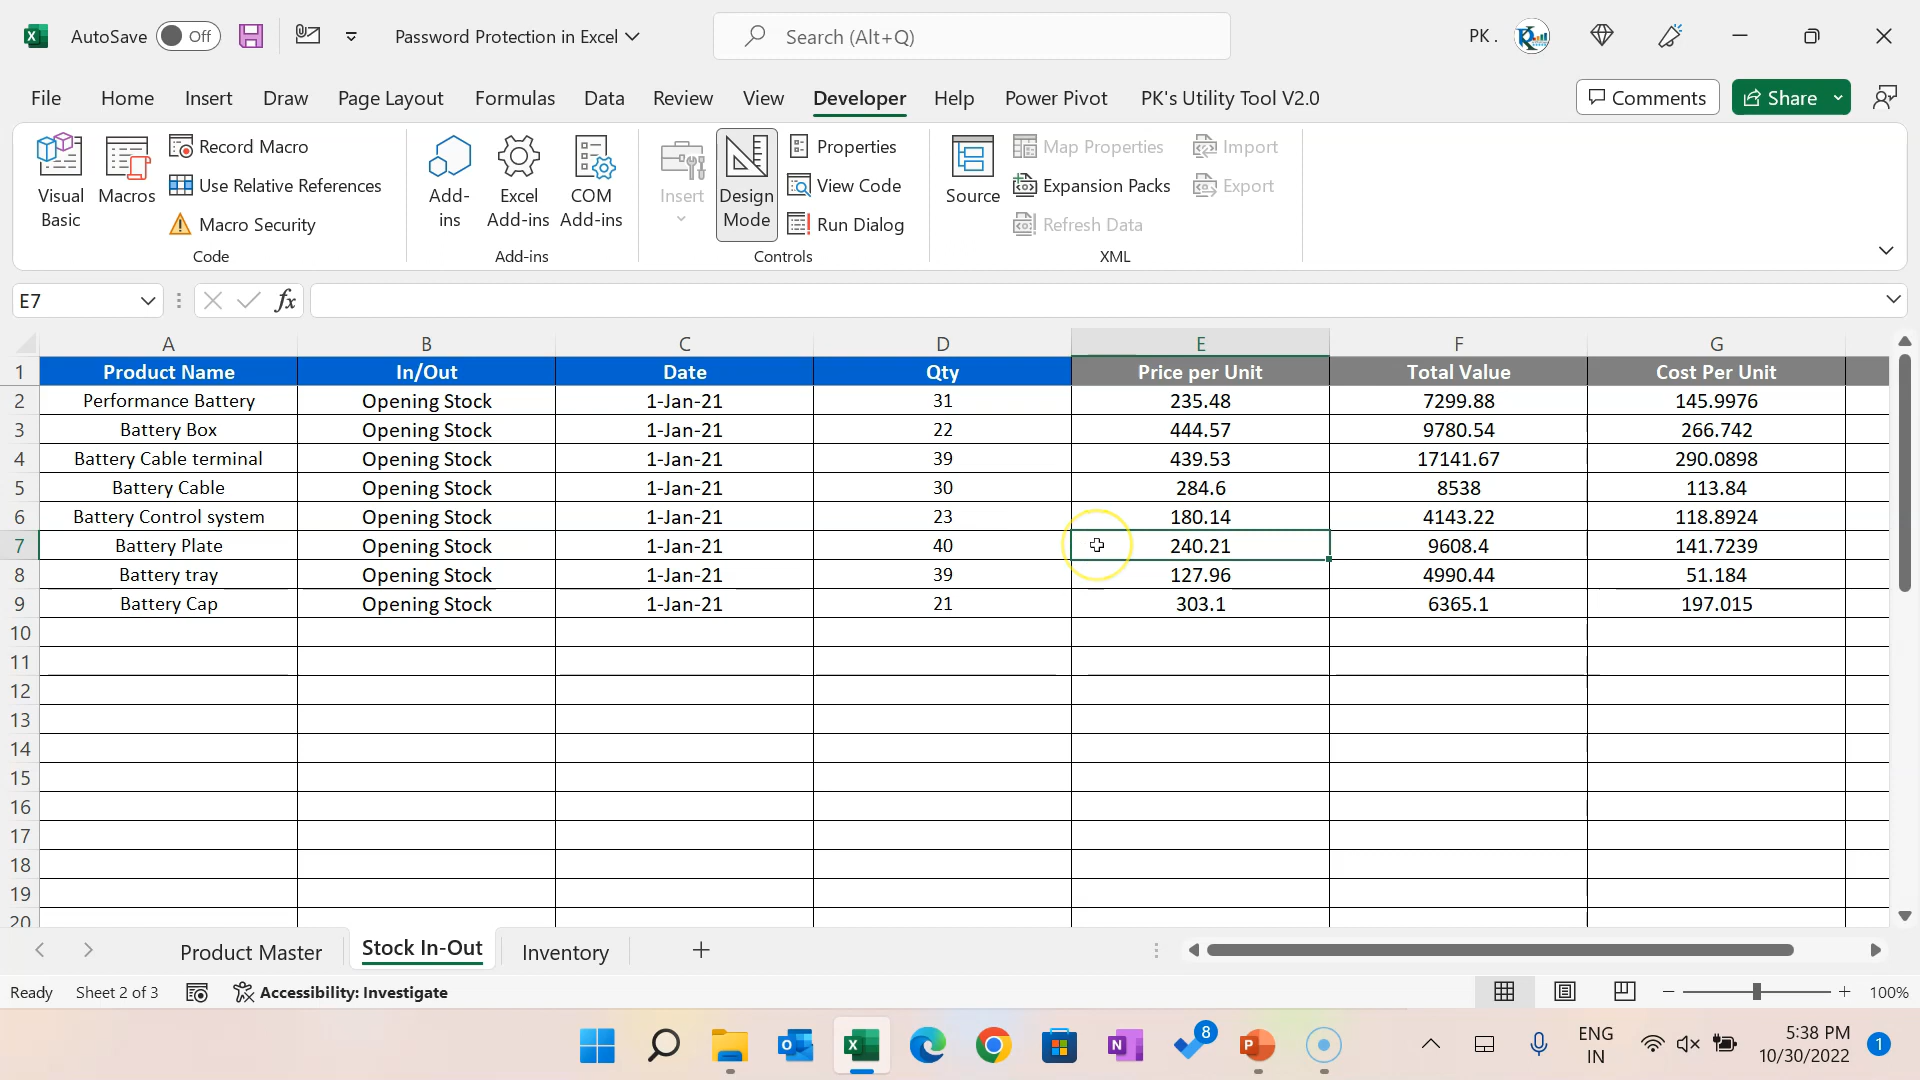 AutoSave Off Password Protection in Excel Search (Alt+Q) PK .
File Home Insert Draw Page Layout Formulas Data Review View Developer Help Power Pivot PK's Utility Tool V2.0 Comments Share
Visual Basic
Macros
Record Macro
Use Relative References
Macro Security
Code
Add-ins
Excel Add-ins
COM Add-ins
Add-ins
Insert
Design Mode
Properties
View Code
Run Dialog
Controls
Source
Map Properties
Expansion Packs
Refresh Data
Import
Export
XML
E7 fx
A B C D E F G
1 Product Name In/Out Date Qty Price per Unit Total Value Cost Per Unit
2 Performance Battery Opening Stock 1-Jan-21 31 235.48 7299.88 145.9976
3 Battery Box Opening Stock 1-Jan-21 22 444.57 9780.54 266.742
4 Battery Cable terminal Opening Stock 1-Jan-21 39 439.53 17141.67 290.0898
5 Battery Cable Opening Stock 1-Jan-21 30 284.6 8538 113.84
6 Battery Control system Opening Stock 1-Jan-21 23 180.14 4143.22 118.8924
7 Battery Plate Opening Stock 1-Jan-21 40 240.21 9608.4 141.7239
8 Battery tray Opening Stock 1-Jan-21 39 127.96 4990.44 51.184
9 Battery Cap Opening Stock 1-Jan-21 21 303.1 6365.1 197.015
10
11
12
13
14
15
16
17
18
19
20
Product Master Stock In-Out Inventory
Ready Sheet 2 of 3 Accessibility: Investigate 100%
8 ENG IN 5:38 PM 10/30/2022 1